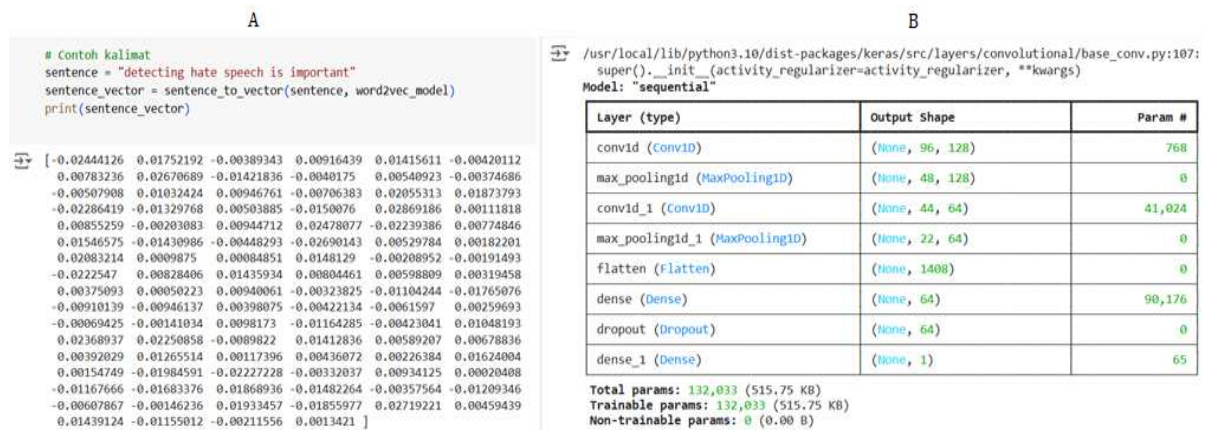 A
# Contoh kalimat
sentence = "detecting hate speech is important"
sentence_vector = sentence_to_vector(sentence, word2vec_model)
print(sentence_vector)
[-0.02444126 0.01752192 -0.00389343 0.00916439 0.01415611 -0.00420112
0.00783236 0.02670689 -0.01421836 -0.0040175 0.00540923 -0.00374686
-0.00507908 0.01032424 0.00946761 -0.00706383 0.02055313 0.01873793
-0.02286419 -0.01329768 0.00503885 -0.0150076 0.02869186 0.00111818
0.00855259 -0.00203083 0.00944712 0.02478077 -0.02239386 0.00774846
0.01546575 -0.01430986 -0.00448293 -0.02690143 0.00529784 0.00182201
0.02083214 0.0009875 0.00084851 0.0148129 -0.00208952 -0.00191493
-0.0222547 0.00828406 0.01435934 0.00804461 0.00598809 0.00319458
0.00375093 0.00050223 0.00940061 -0.00323825 -0.01104244 -0.01765076
-0.00910139 -0.00946137 0.00398075 -0.00422134 -0.0061597 0.00259693
-0.00069425 -0.00141034 0.0098173 -0.01164285 -0.00423041 0.01048193
0.02368937 0.02250858 -0.0089822 0.01412836 0.00589207 0.00678836
0.00392029 0.01265514 0.00117396 0.00436072 0.00226384 0.01624004
0.00154749 -0.01984591 -0.02227228 -0.00332037 0.00934125 0.00020408
-0.01167666 -0.01683376 0.01868936 -0.01482264 -0.00357564 -0.01209346
-0.00607867 -0.00146236 0.01933457 -0.01855977 0.02719221 0.00459439
0.01439124 -0.01155012 -0.00211556 0.0013421 ]
B
/usr/local/lib/python3.10/dist-packages/keras/src/layers/convolutional/base_conv.py:107:
super().__init__(activity_regularizer=activity_regularizer, **kwargs)
Model: "sequential"
Layer (type) Output Shape Param #
conv1d (Conv1D) (None, 96, 128) 768
max_pooling1d (MaxPooling1D) (None, 48, 128) 0
conv1d_1 (Conv1D) (None, 44, 64) 41,024
max_pooling1d_1 (MaxPooling1D) (None, 22, 64) 0
flatten (Flatten) (None, 1408) 0
dense (Dense) (None, 64) 90,176
dropout (Dropout) (None, 64) 0
dense_1 (Dense) (None, 1) 65
Total params: 132,033 (515.75 KB)
Trainable params: 132,033 (515.75 KB)
Non-trainable params: 0 (0.00 B)